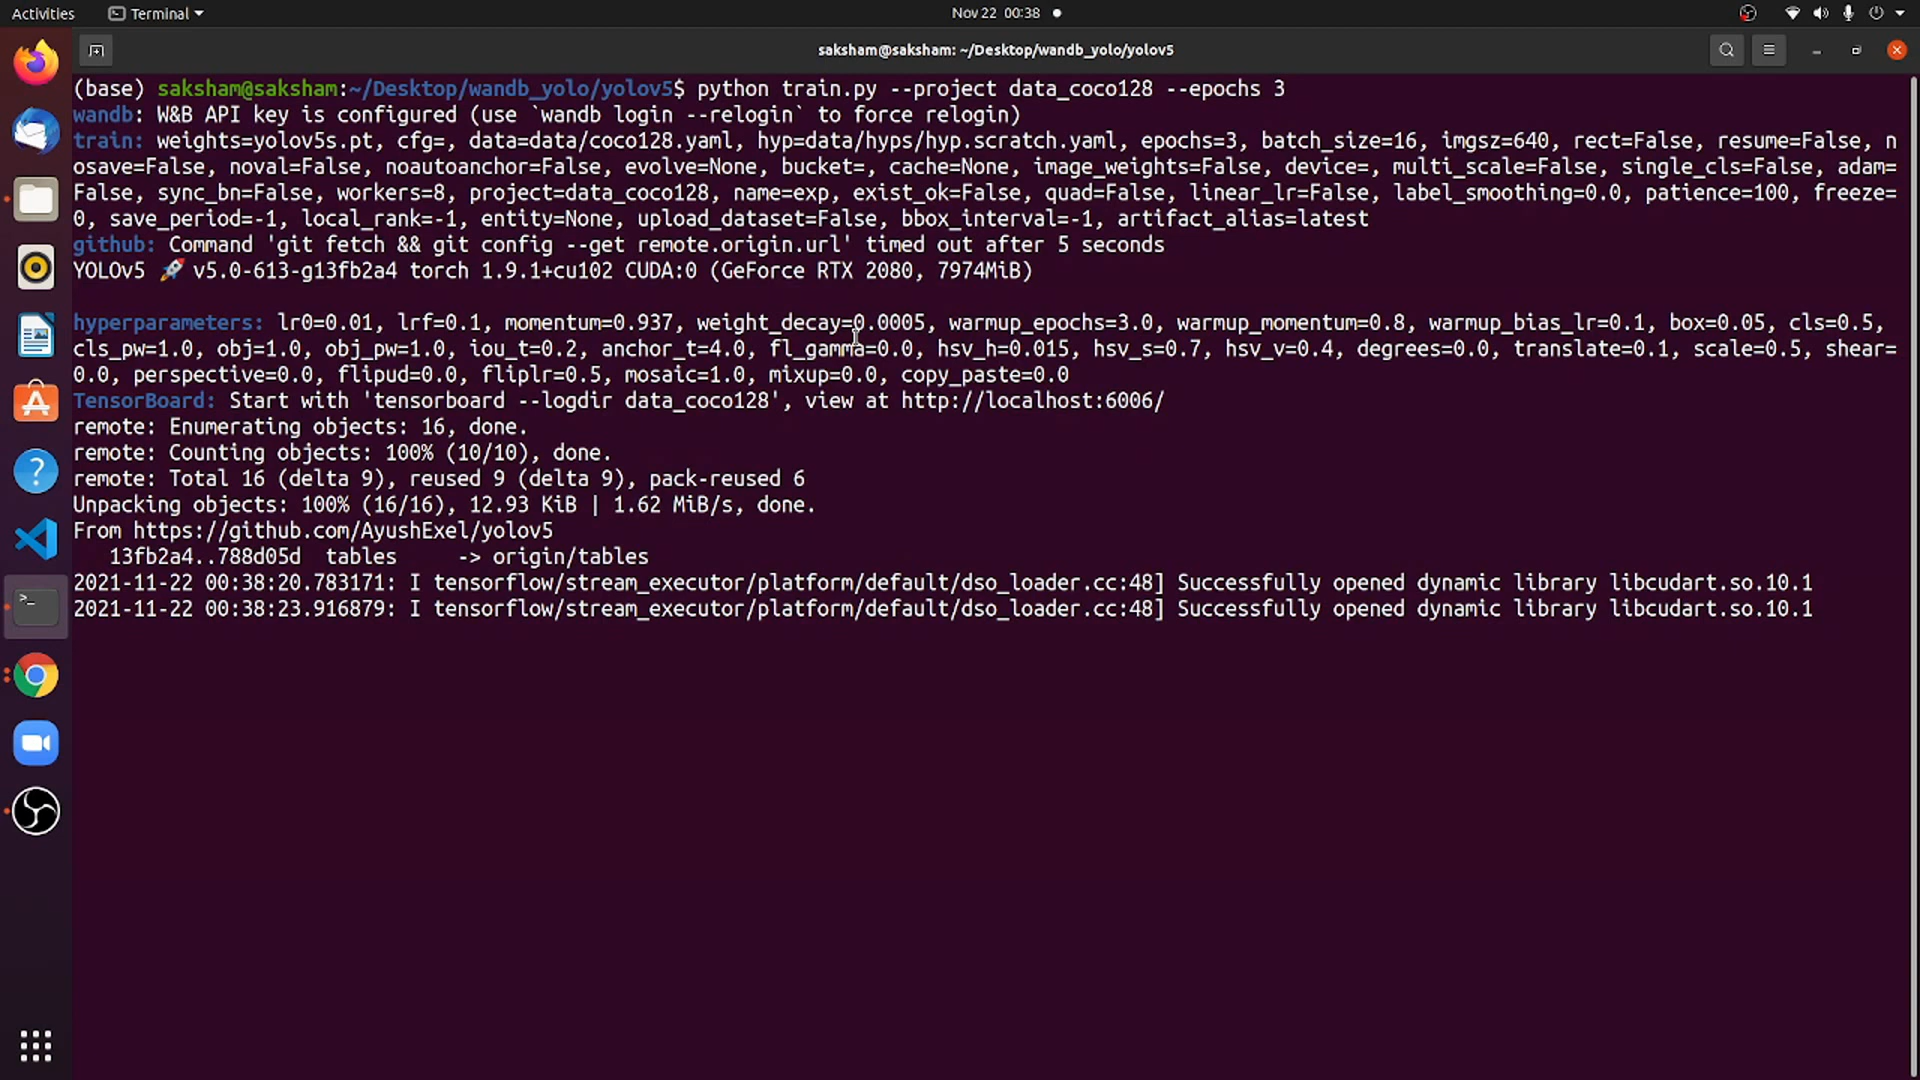 Activities Terminal Nov 22 00:38
saksham@saksham: ~/Desktop/wandb_yolo/yolov5
(base) saksham@saksham:~/Desktop/wandb_yolo/yolov5$ python train.py --project data_coco128 --epochs 3
wandb: W&B API key is configured (use `wandb login --relogin` to force relogin)
train: weights=yolov5s.pt, cfg=, data=data/coco128.yaml, hyp=data/hyps/hyp.scratch.yaml, epochs=3, batch_size=16, imgsz=640, rect=False, resume=False, n
osave=False, noval=False, noautoanchor=False, evolve=None, bucket=, cache=None, image_weights=False, device=, multi_scale=False, single_cls=False, adam=
False, sync_bn=False, workers=8, project=data_coco128, name=exp, exist_ok=False, quad=False, linear_lr=False, label_smoothing=0.0, patience=100, freeze=
0, save_period=-1, local_rank=-1, entity=None, upload_dataset=False, bbox_interval=-1, artifact_alias=latest
github: Command 'git fetch && git config --get remote.origin.url' timed out after 5 seconds
YOLOv5 🚀 v5.0-613-g13fb2a4 torch 1.9.1+cu102 CUDA:0 (GeForce RTX 2080, 7974MiB)
hyperparameters: lr0=0.01, lrf=0.1, momentum=0.937, weight_decay=0.0005, warmup_epochs=3.0, warmup_momentum=0.8, warmup_bias_lr=0.1, box=0.05, cls=0.5,
cls_pw=1.0, obj=1.0, obj_pw=1.0, iou_t=0.2, anchor_t=4.0, fl_gamma=0.0, hsv_h=0.015, hsv_s=0.7, hsv_v=0.4, degrees=0.0, translate=0.1, scale=0.5, shear=
0.0, perspective=0.0, flipud=0.0, fliplr=0.5, mosaic=1.0, mixup=0.0, copy_paste=0.0
TensorBoard: Start with 'tensorboard --logdir data_coco128', view at http://localhost:6006/
remote: Enumerating objects: 16, done.
remote: Counting objects: 100% (10/10), done.
remote: Total 16 (delta 9), reused 9 (delta 9), pack-reused 6
Unpacking objects: 100% (16/16), 12.93 KiB | 1.62 MiB/s, done.
From https://github.com/AyushExel/yolov5
13fb2a4..788d05d tables -> origin/tables
2021-11-22 00:38:20.783171: I tensorflow/stream_executor/platform/default/dso_loader.cc:48] Successfully opened dynamic library libcudart.so.10.1
2021-11-22 00:38:23.916879: I tensorflow/stream_executor/platform/default/dso_loader.cc:48] Successfully opened dynamic library libcudart.so.10.1